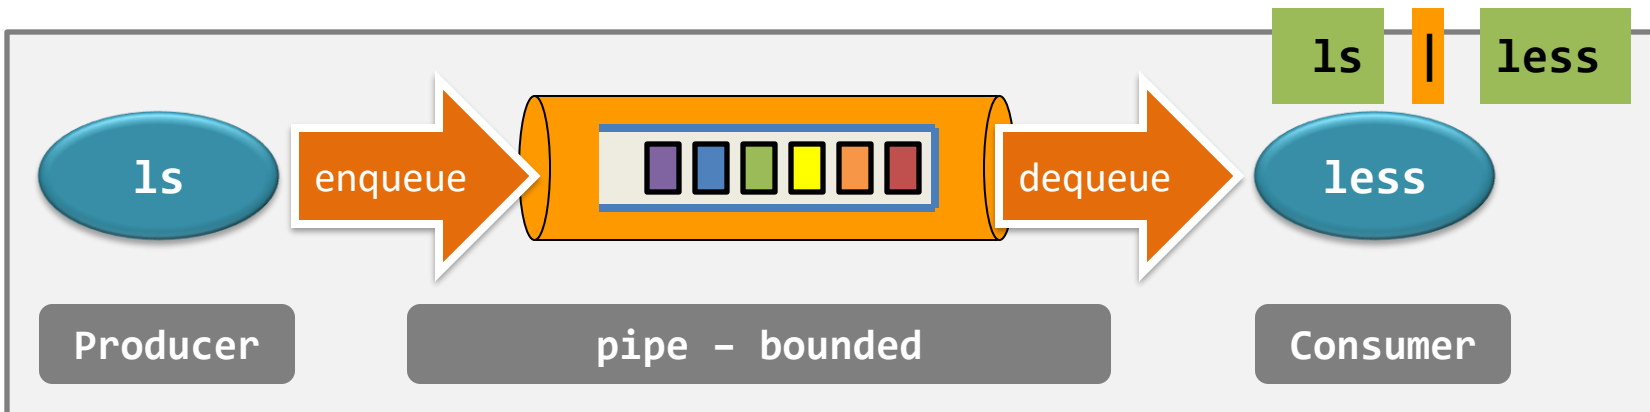 ls | less
ls enqueue dequeue less
Producer pipe – bounded Consumer